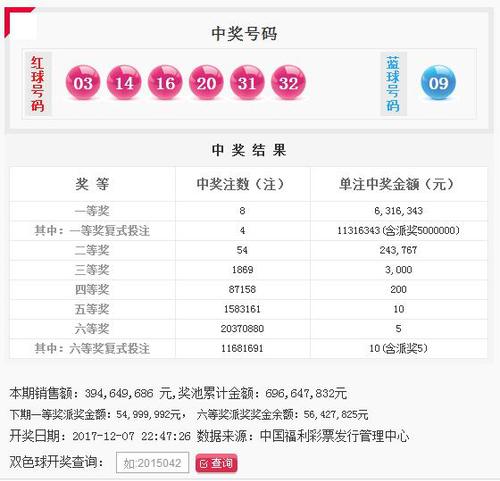 中奖号码
红球号码 03 14 16 20 31 32 蓝球号码 09
中 奖 结 果
奖 等 中奖注数（注） 单注中奖金额（元）
一等奖 8 6,316,343
其中：一等奖复式投注 4 11316343(含派奖5000000)
二等奖 54 243,767
三等奖 1869 3,000
四等奖 87158 200
五等奖 1583161 10
六等奖 20370880 5
其中：六等奖复式投注 11681691 10(含派奖5)
本期销售额：394,649,686 元,奖池累计金额：696,647,832元
下期一等奖派奖金额：54,999,992元， 六等奖派奖奖金余额：56,427,825元
开奖日期：2017-12-07 22:47:26 数据来源：中国福利彩票发行管理中心
双色球开奖查询： 如:2015042 查询